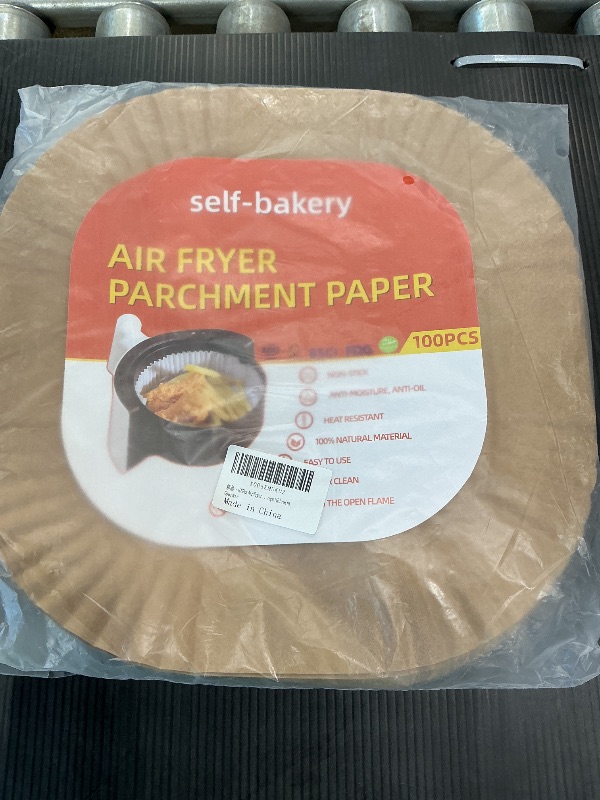 self-bakery
AIR FRYER
PARCHMENT PAPER
100PCS
NON-STICK
ANTI-MOISTURE, ANTI-OIL
HEAT RESISTANT
100% NATURAL MATERIAL
EASY TO USE
CLEAN
THE OPEN FLAME
Made in China